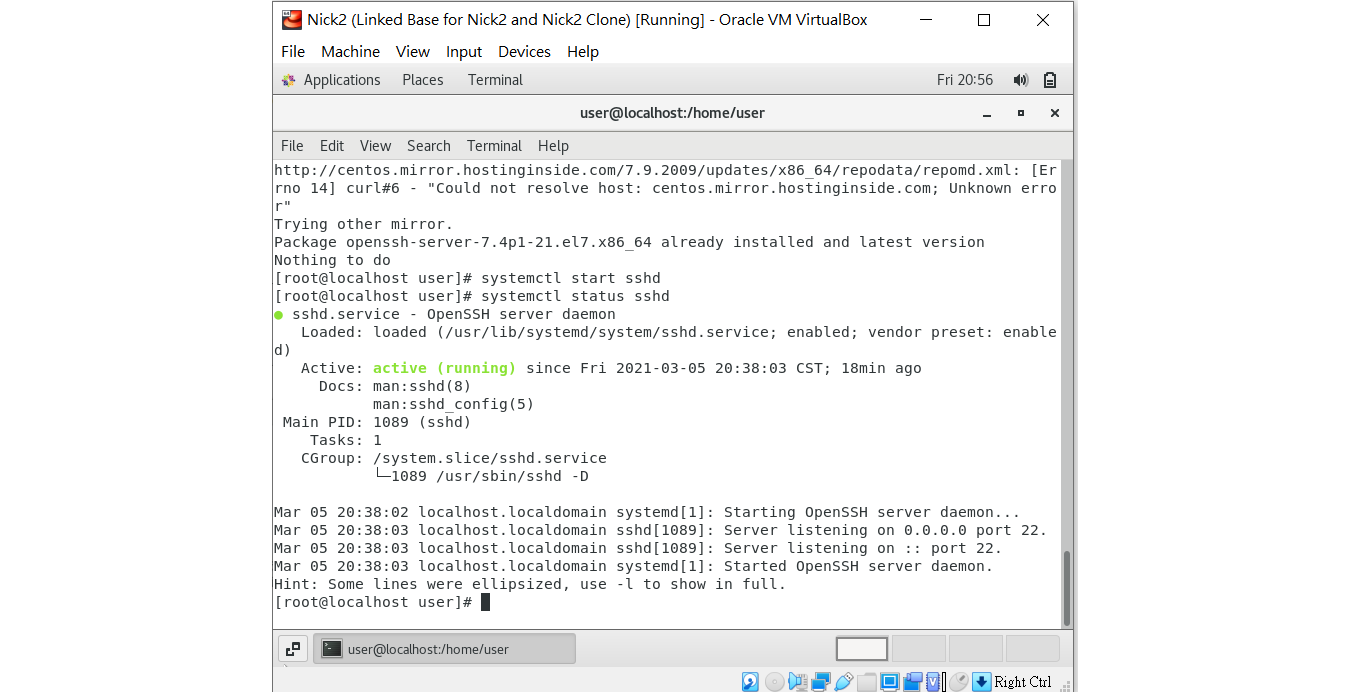 Nick2 (Linked Base for Nick2 and Nick2 Clone) [Running] - Oracle VM VirtualBox
File Machine View Input Devices Help
Applications Places Terminal Fri 20:56
user@localhost:/home/user
File Edit View Search Terminal Help
http://centos.mirror.hostinginside.com/7.9.2009/updates/x86_64/repodata/repomd.xml: [Er
rno 14] curl#6 - "Could not resolve host: centos.mirror.hostinginside.com; Unknown erro
r"
Trying other mirror.
Package openssh-server-7.4p1-21.el7.x86_64 already installed and latest version
Nothing to do
[root@localhost user]# systemctl start sshd
[root@localhost user]# systemctl status sshd
● sshd.service - OpenSSH server daemon
   Loaded: loaded (/usr/lib/systemd/system/sshd.service; enabled; vendor preset: enable
d)
   Active: active (running) since Fri 2021-03-05 20:38:03 CST; 18min ago
     Docs: man:sshd(8)
           man:sshd_config(5)
 Main PID: 1089 (sshd)
    Tasks: 1
   CGroup: /system.slice/sshd.service
           └─1089 /usr/sbin/sshd -D
Mar 05 20:38:02 localhost.localdomain systemd[1]: Starting OpenSSH server daemon...
Mar 05 20:38:03 localhost.localdomain sshd[1089]: Server listening on 0.0.0.0 port 22.
Mar 05 20:38:03 localhost.localdomain sshd[1089]: Server listening on :: port 22.
Mar 05 20:38:03 localhost.localdomain systemd[1]: Started OpenSSH server daemon.
Hint: Some lines were ellipsized, use -l to show in full.
[root@localhost user]#
user@localhost:/home/user
Right Ctrl